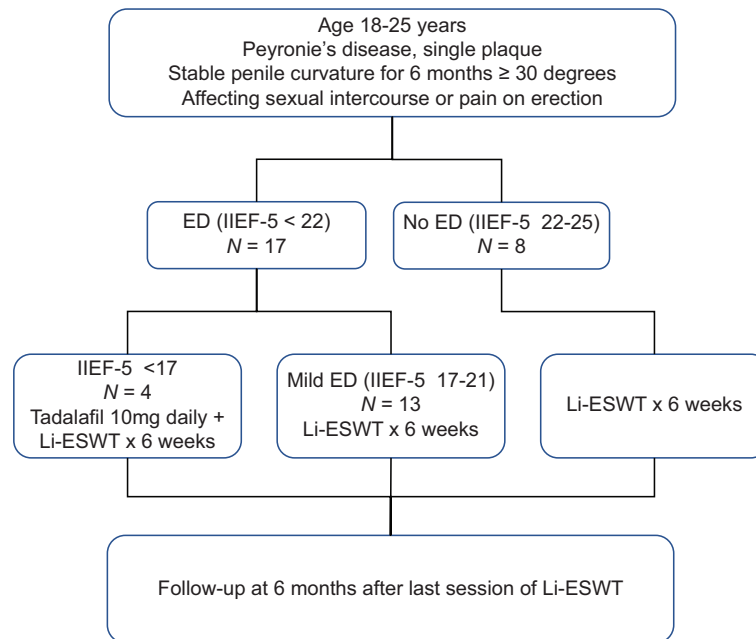 Age 18-25 years
Peyronie's disease, single plaque
Stable penile curvature for 6 months ≥ 30 degrees
Affecting sexual intercourse or pain on erection
ED (IIEF-5 < 22)
N = 17
No ED (IIEF-5 22-25)
N = 8
IIEF-5 <17
N = 4
Tadalafil 10mg daily +
Li-ESWT x 6 weeks
Mild ED (IIEF-5 17-21)
N = 13
Li-ESWT x 6 weeks
Li-ESWT x 6 weeks
Follow-up at 6 months after last session of Li-ESWT